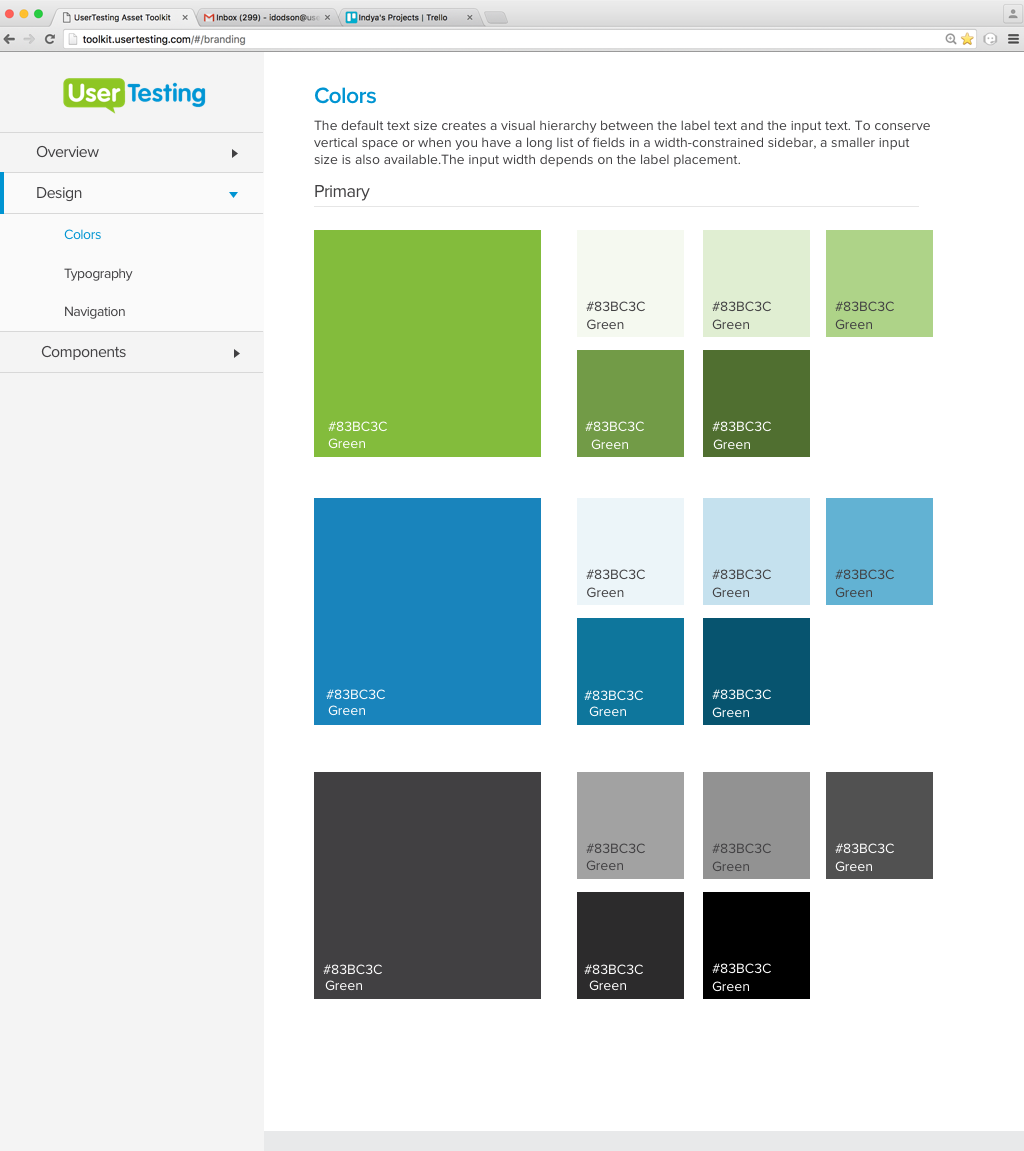 UserTesting Asset Toolkit
Inbox (299) - idodson@use
Indya's Projects | Trello
toolkit.usertesting.com/#/branding
User Testing
Overview
Design
Colors
Typography
Navigation
Components
Colors
The default text size creates a visual hierarchy between the label text and the input text. To conserve
vertical space or when you have a long list of fields in a width-constrained sidebar, a smaller input
size is also available.The input width depends on the label placement.
Primary
#83BC3C
Green
#83BC3C
Green
#83BC3C
Green
#83BC3C
Green
#83BC3C
Green
#83BC3C
Green
#83BC3C
Green
#83BC3C
Green
#83BC3C
Green
#83BC3C
Green
#83BC3C
Green
#83BC3C
Green
#83BC3C
Green
#83BC3C
Green
#83BC3C
Green
#83BC3C
Green
#83BC3C
Green
#83BC3C
Green